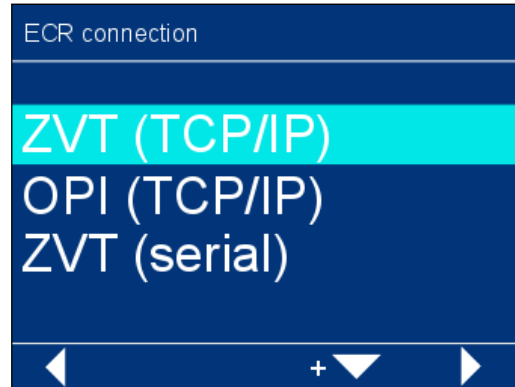 ECR connection
ZVT (TCP/IP)
OPI (TCP/IP)
ZVT (serial)
+